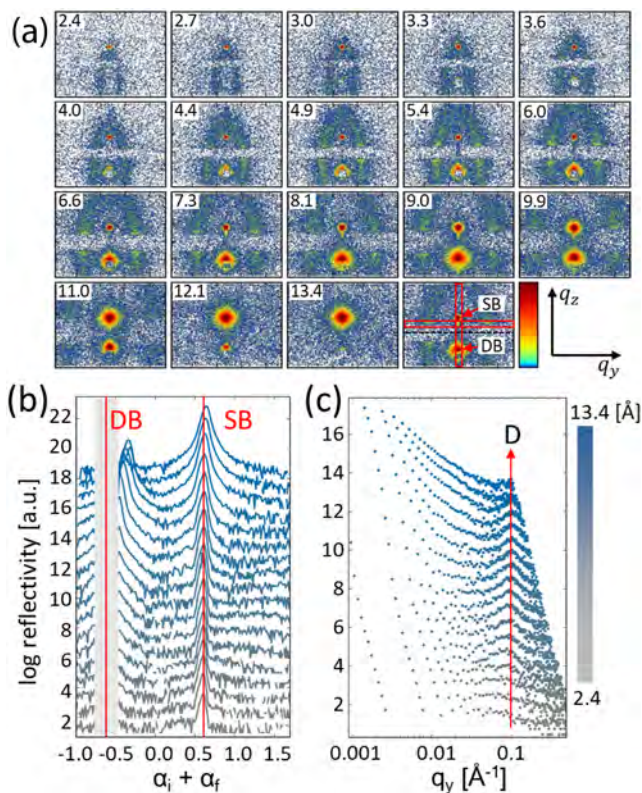 (a)
2.4 2.7 3.0 3.3 3.6
4.0 4.4 4.9 5.4 6.0
6.6 7.3 8.1 9.0 9.9
11.0 12.1 13.4
SB
DB
q_z
q_y
(b)
DB SB
22
20
18
16
14
12
10
8
6
4
2
log reflectivity [a.u.]
-1.0 -0.5 0.0 0.5 1.0 1.5
α_i + α_f
(c)
D
16
14
12
10
8
6
4
2
0.001 0.01 0.1
q_y [Å⁻¹]
13.4 [Å]
2.4